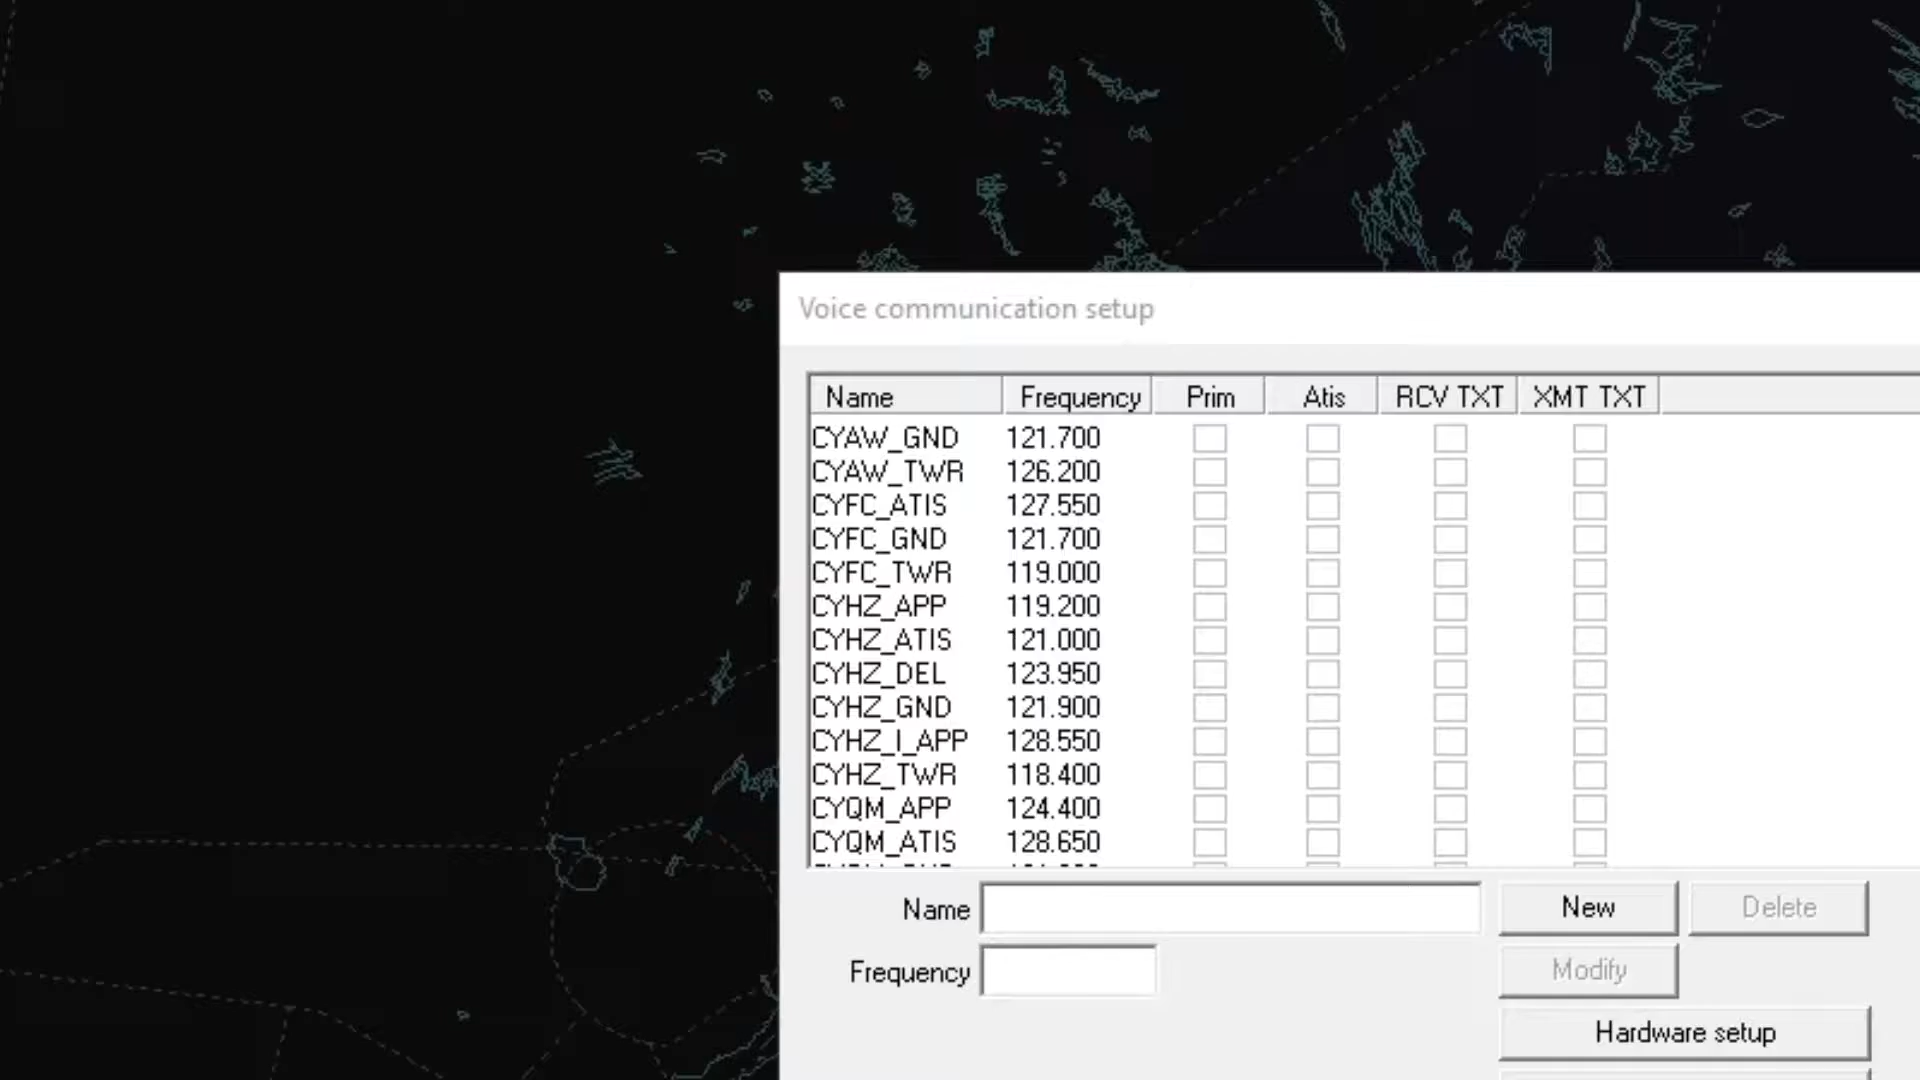 Voice communication setup
Name Frequency Prim Atis RCV TXT XMT TXT
CYAW_GND 121.700
CYAW_TWR 126.200
CYFC_ATIS 127.550
CYFC_GND 121.700
CYFC_TWR 119.000
CYHZ_APP 119.200
CYHZ_ATIS 121.000
CYHZ_DEL 123.950
CYHZ_GND 121.900
CYHZ_I_APP 128.550
CYHZ_TWR 118.400
CYQM_APP 124.400
CYQM_ATIS 128.650
Name New Delete
Frequency Modify
Hardware setup